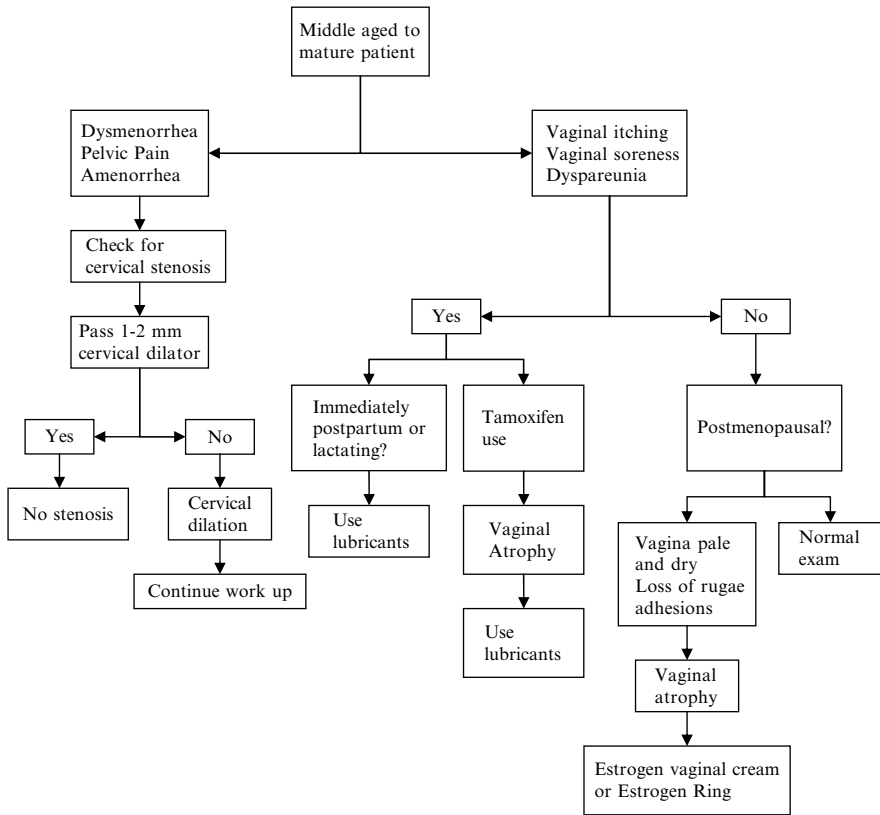 Middle aged to
mature patient
Dysmenorrhea
Pelvic Pain
Amenorrhea
Vaginal itching
Vaginal soreness
Dyspareunia
Check for
cervical stenosis
Pass 1-2 mm
cervical dilator
Yes
No
No stenosis
Cervical
dilation
Continue work up
Yes
No
Immediately
postpartum or
lactating?
Use
lubricants
Tamoxifen
use
Vaginal
Atrophy
Use
lubricants
Postmenopausal?
Vagina pale
and dry
Loss of rugae
adhesions
Normal
exam
Vaginal
atrophy
Estrogen vaginal cream
or Estrogen Ring